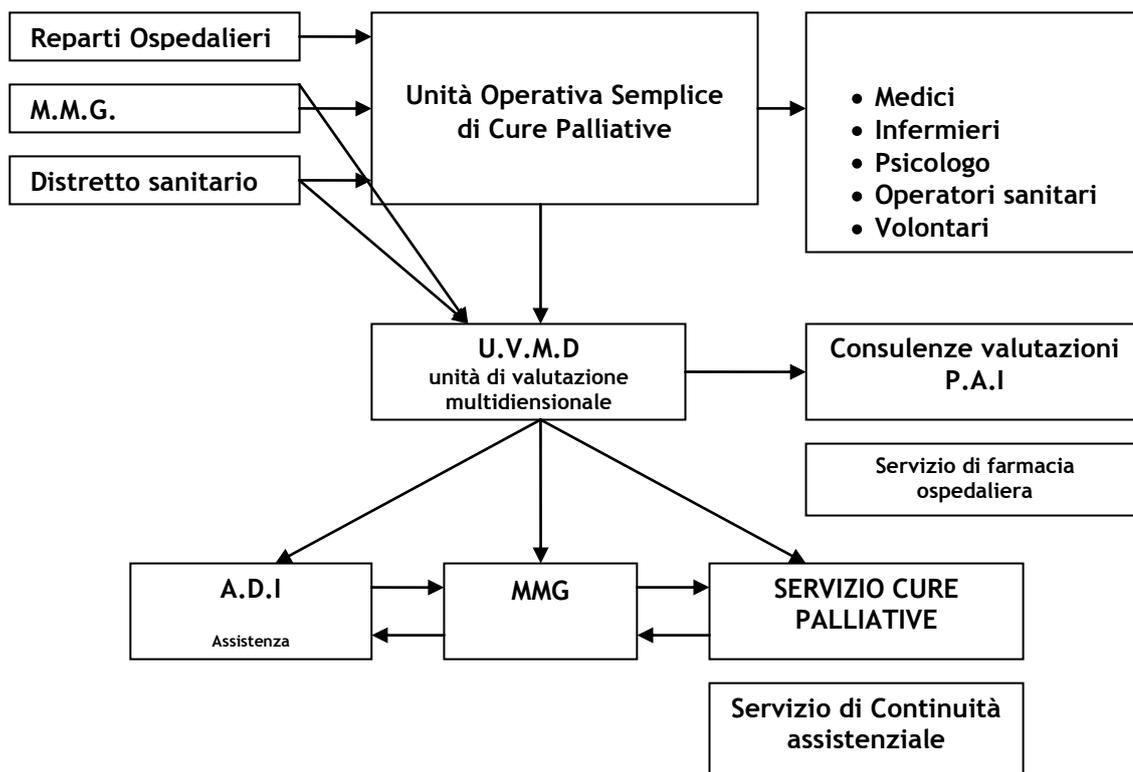 Reparti Ospedalieri
M.M.G.
Distretto sanitario
Unità Operativa Semplice
di Cure Palliative
• Medici
• Infermieri
• Psicologo
• Operatori sanitari
• Volontari
U.V.M.D
unità di valutazione
multidiensionale
Consulenze valutazioni
P.A.I
Servizio di farmacia
ospedaliera
A.D.I
Assistenza
MMG
SERVIZIO CURE
PALLIATIVE
Servizio di Continuità
assistenziale